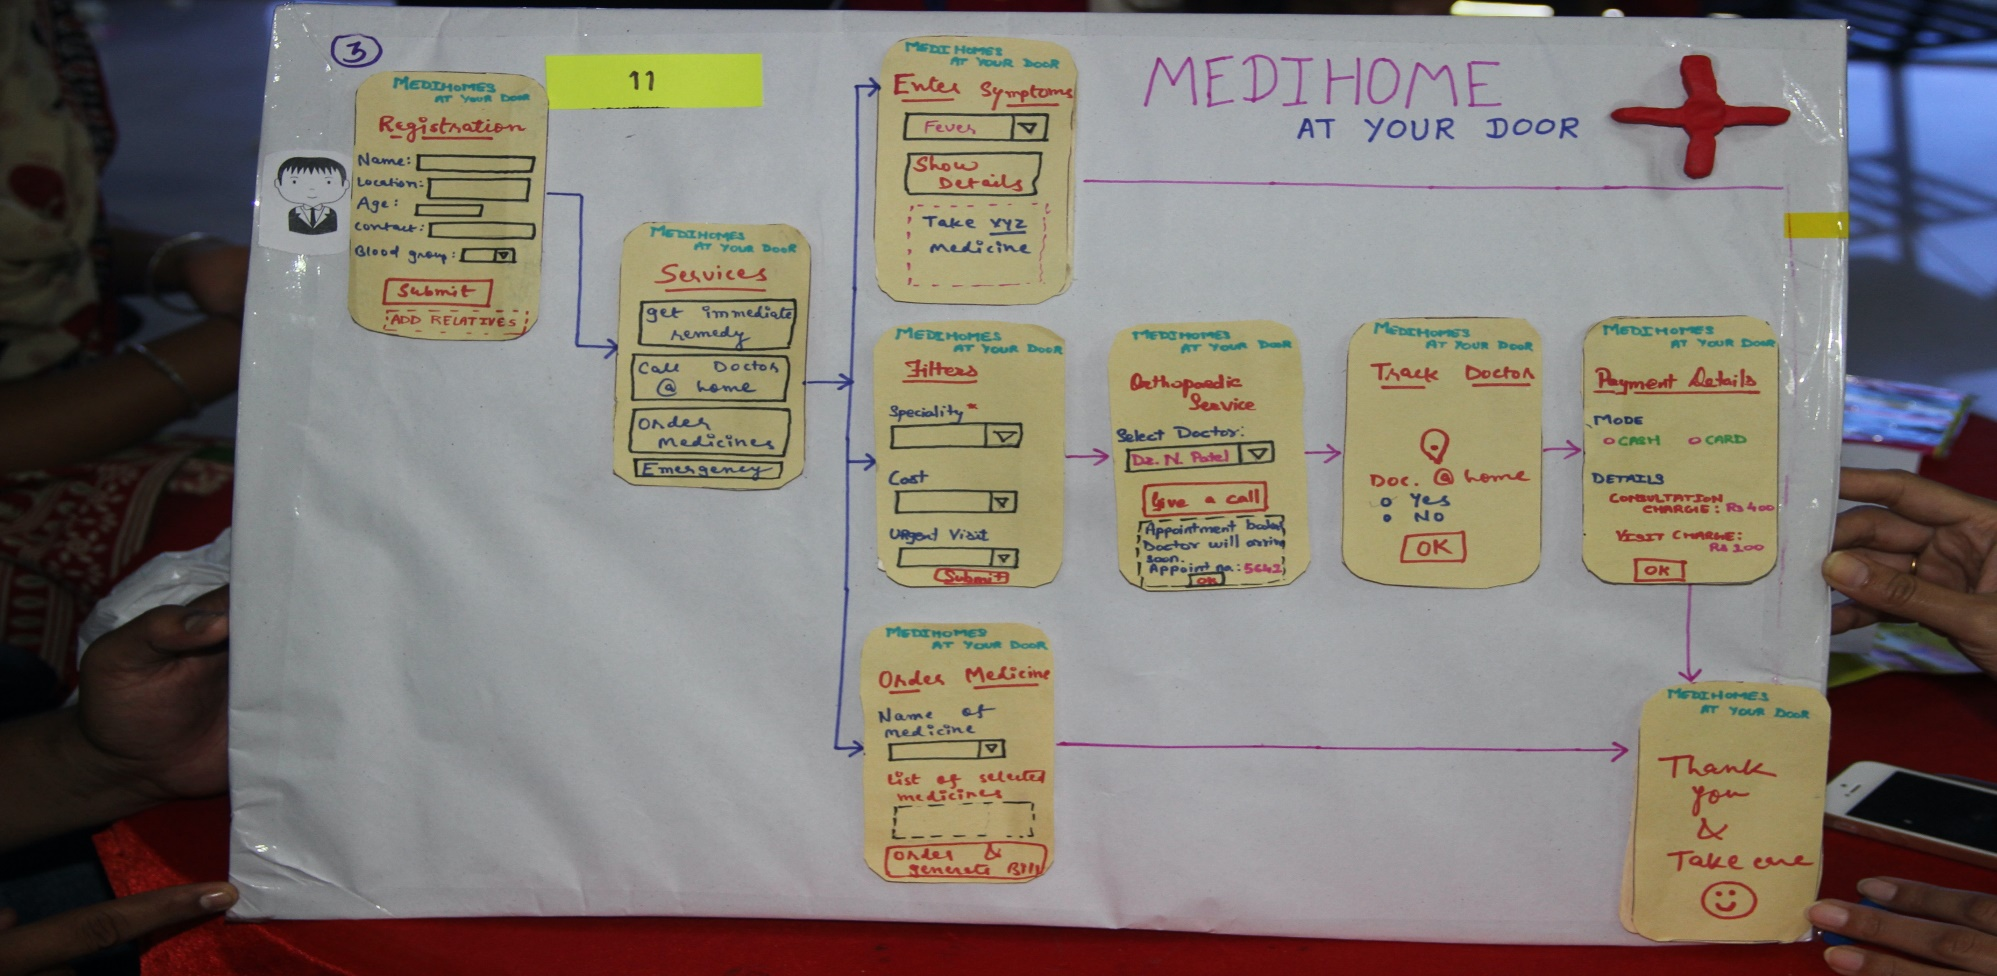 3
11
MEDIHOME
AT YOUR DOOR
MEDIHOMES
AT YOUR DOOR
Registration
Name:
Location:
Age:
Contact:
Blood group:
Submit
ADD RELATIVES
MEDIHOMES
AT YOUR DOOR
Services
get immediate
remedy
Call Doctor
@ home
Order
Medicines
Emergency
MEDIHOMES
AT YOUR DOOR
Enter Symptoms
Fever
Show
Details
Take xyz
medicine
MEDIHOMES
AT YOUR DOOR
Filters
Speciality*
Cost
Urgent Visit
Submit
MEDIHOMES
AT YOUR DOOR
Orthopaedic
Service
Select Doctor:
Dr. N. Patel
Give a call
Appointment booked
Doctor will arrive
soon.
Appoint no: 5642
OK
MEDIHOMES
AT YOUR DOOR
Track Doctor
Doc. @ home
Yes
No
OK
MEDIHOMES
AT YOUR DOOR
Payment Details
MODE
CASH CARD
DETAILS
CONSULTATION
CHARGE: Rs 400
VISIT CHARGE:
Rs 200
OK
MEDIHOMES
AT YOUR DOOR
Order Medicine
Name of
medicine
List of selected
medicines
Order &
generate Bill
MEDIHOMES
AT YOUR DOOR
Thank
you
&
Take care